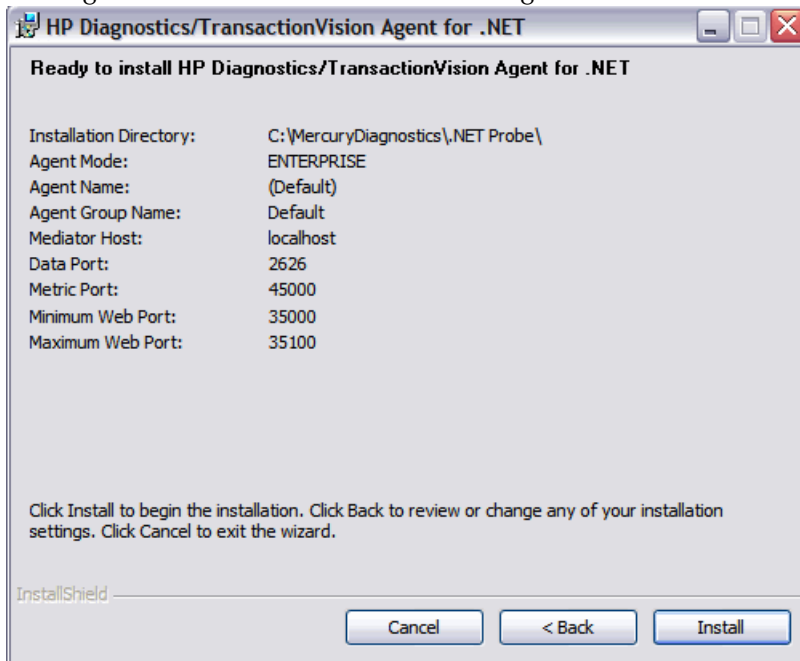 HP Diagnostics/TransactionVision Agent for .NET
Ready to install HP Diagnostics/TransactionVision Agent for .NET
Installation Directory: C:\MercuryDiagnostics\.NET Probe\
Agent Mode: ENTERPRISE
Agent Name: (Default)
Agent Group Name: Default
Mediator Host: localhost
Data Port: 2626
Metric Port: 45000
Minimum Web Port: 35000
Maximum Web Port: 35100
Click Install to begin the installation. Click Back to review or change any of your installation
settings. Click Cancel to exit the wizard.
InstallShield
Cancel < Back Install